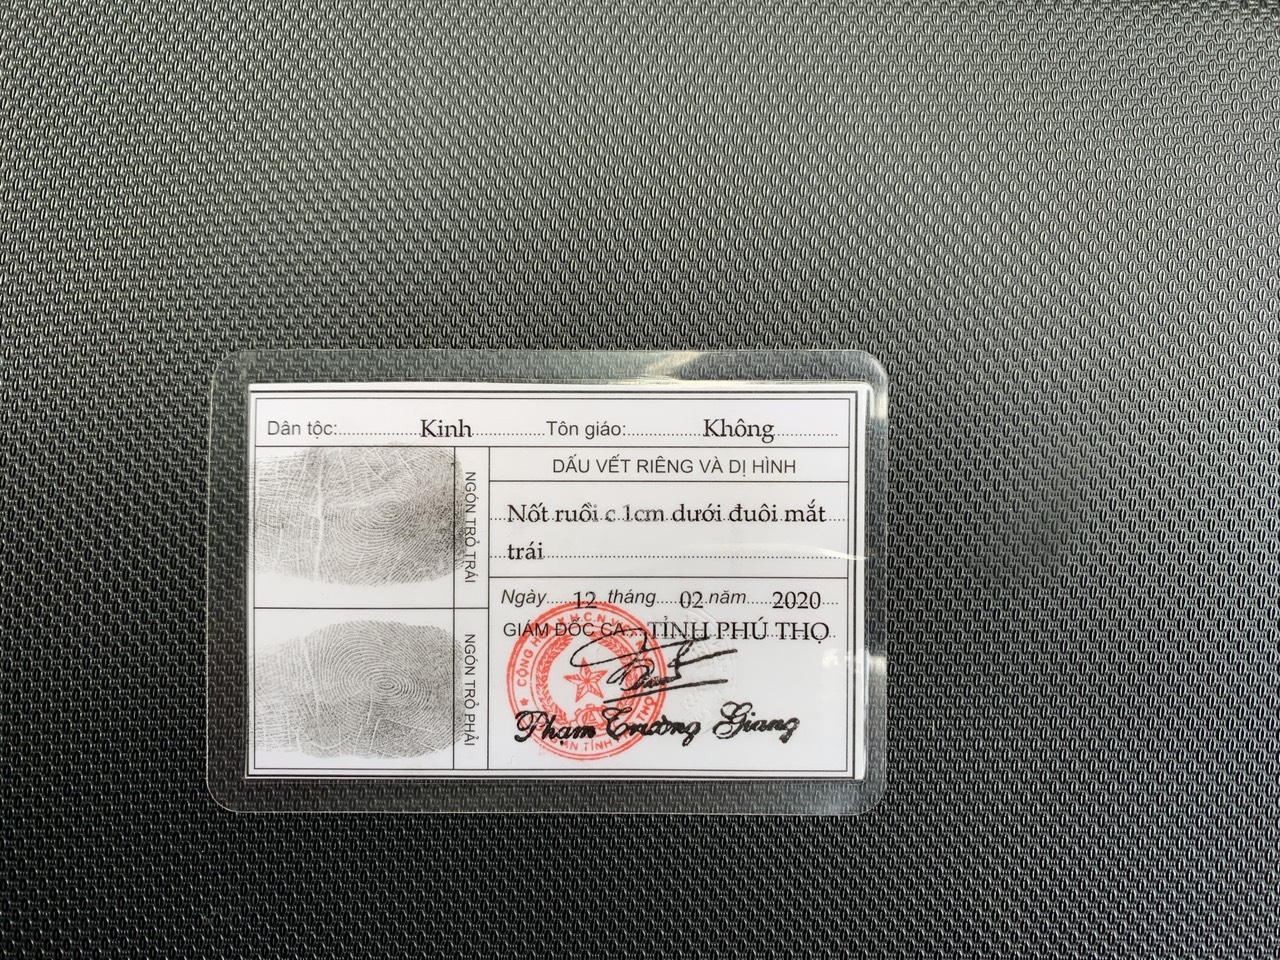 Dân tộc: Kinh Tôn giáo: Không
NGÓN TRỎ TRÁI
DẤU VẾT RIÊNG VÀ DỊ HÌNH
Nốt ruồi c 1cm dưới đuôi mắt
trái
Ngày 12 tháng 02 năm 2020
GIÁM ĐỐC CA TỈNH PHÚ THỌ
NGÓN TRỎ PHẢI
Phạm Trường Giang